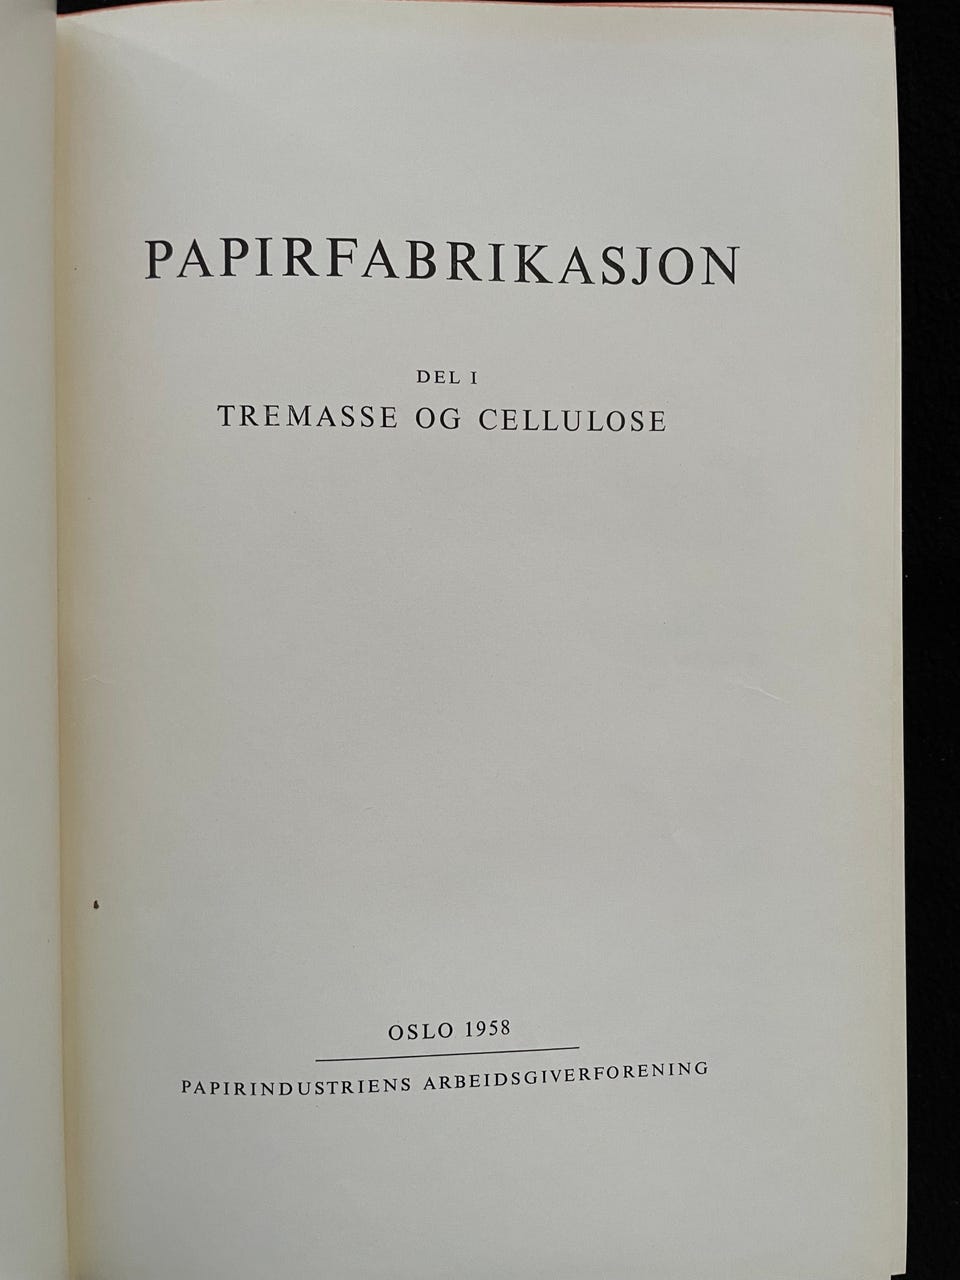 PAPIRFABRIKASJON
DEL I
TREMASSE OG CELLULOSE
OSLO 1958
PAPIRINDUSTRIENS ARBEIDSGIVERFORENING